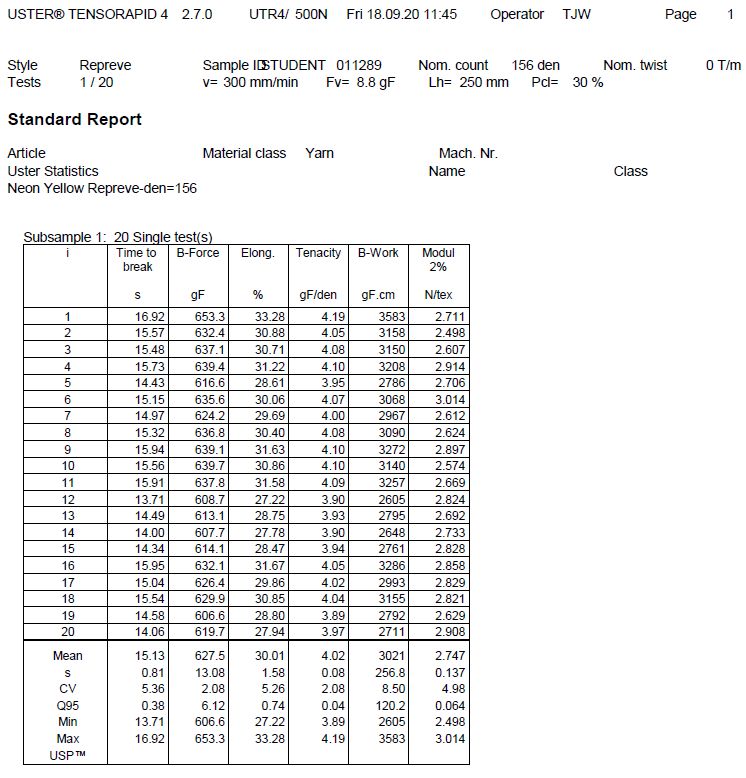 USTER® TENSORAPID 4 2.7.0 UTR4/ 500N Fri 18.09.20 11:45 Operator TJW Page 1
Style Repreve Sample ID STUDENT 011289 Nom. count 156 den Nom. twist 0 T/m
Tests 1 / 20 v= 300 mm/min Fv= 8.8 gF Lh= 250 mm Pcl= 30 %
Standard Report
Article Material class Yarn Mach. Nr.
Uster Statistics Name Class
Neon Yellow Repreve-den=156
Subsample 1: 20 Single test(s)
i Time to B-Force Elong. Tenacity B-Work Modul
break 2%
s gF % gF/den gF.cm N/tex
1 16.92 653.3 33.28 4.19 3583 2.711
2 15.57 632.4 30.88 4.05 3158 2.498
3 15.48 637.1 30.71 4.08 3150 2.607
4 15.73 639.4 31.22 4.10 3208 2.914
5 14.43 616.6 28.61 3.95 2786 2.706
6 15.15 635.6 30.06 4.07 3068 3.014
7 14.97 624.2 29.69 4.00 2967 2.612
8 15.32 636.8 30.40 4.08 3090 2.624
9 15.94 639.1 31.63 4.10 3272 2.897
10 15.56 639.7 30.86 4.10 3140 2.574
11 15.91 637.8 31.58 4.09 3257 2.669
12 13.71 608.7 27.22 3.90 2605 2.824
13 14.49 613.1 28.75 3.93 2795 2.692
14 14.00 607.7 27.78 3.90 2648 2.733
15 14.34 614.1 28.47 3.94 2761 2.828
16 15.95 632.1 31.67 4.05 3286 2.858
17 15.04 626.4 29.86 4.02 2993 2.829
18 15.54 629.9 30.85 4.04 3155 2.821
19 14.58 606.6 28.80 3.89 2792 2.629
20 14.06 619.7 27.94 3.97 2711 2.908
Mean 15.13 627.5 30.01 4.02 3021 2.747
s 0.81 13.08 1.58 0.08 256.8 0.137
CV 5.36 2.08 5.26 2.08 8.50 4.98
Q95 0.38 6.12 0.74 0.04 120.2 0.064
Min 13.71 606.6 27.22 3.89 2605 2.498
Max 16.92 653.3 33.28 4.19 3583 3.014
USP™